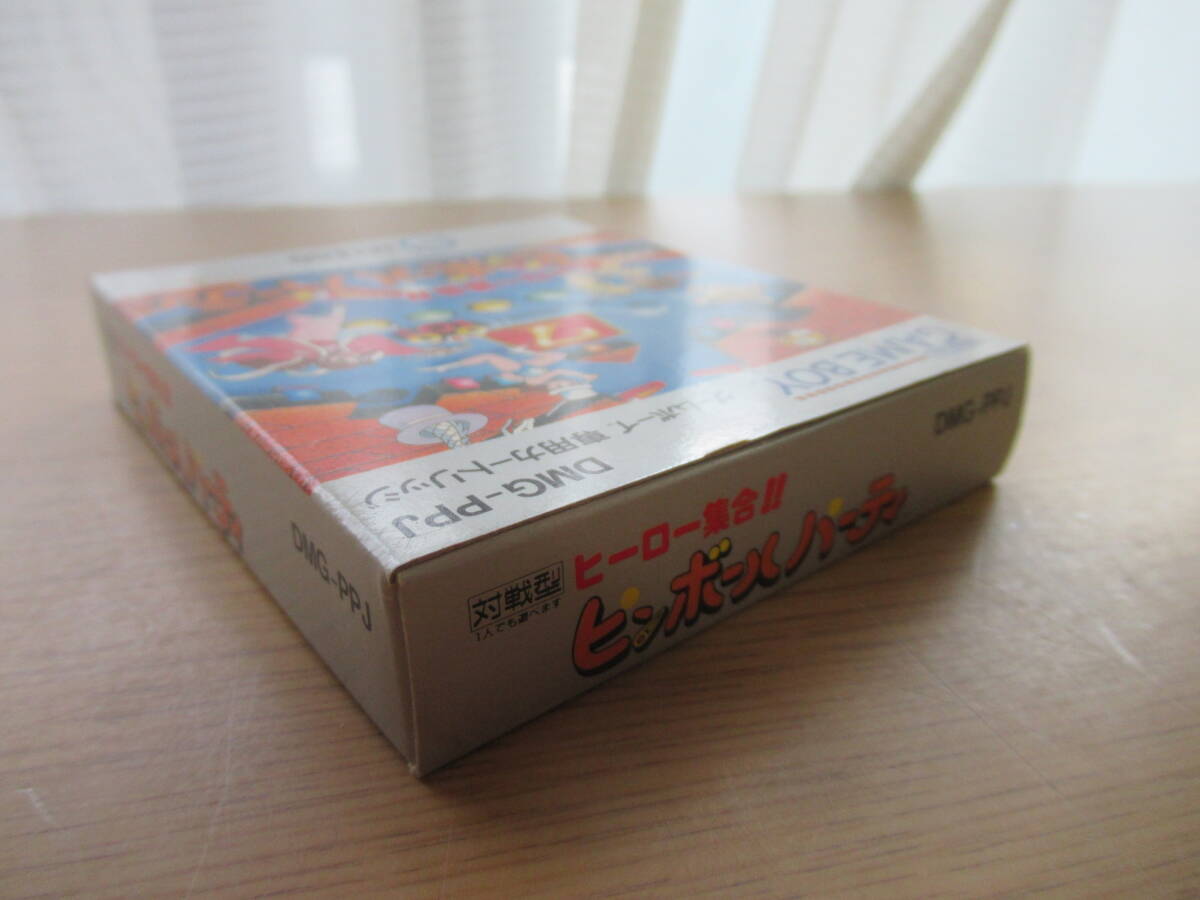 GAME BOY
DMG-PPJ
ゲームボーイ専用カートリッジ
対戦型
1人でも遊べます
ヒーロー集合!!
ピンボールパーティ
DMG-PPJ
DMG-PPJ